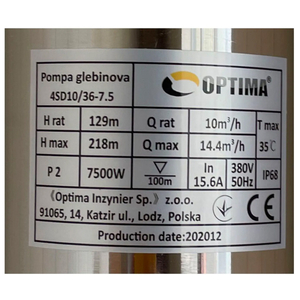 Pompa glebinova
4SD10/36-7.5
OPTIMA®
H rat 129m Q rat 10m³/h T max
H max 218m Q max 14.4m³/h 35℃
P 2 7500W 100m In 15.6A 380V 50Hz IP68
《Optima Inzynier Sp.》z.o.o.
91065, 14, Katzir ul., Lodz, Polska
Production date:202012